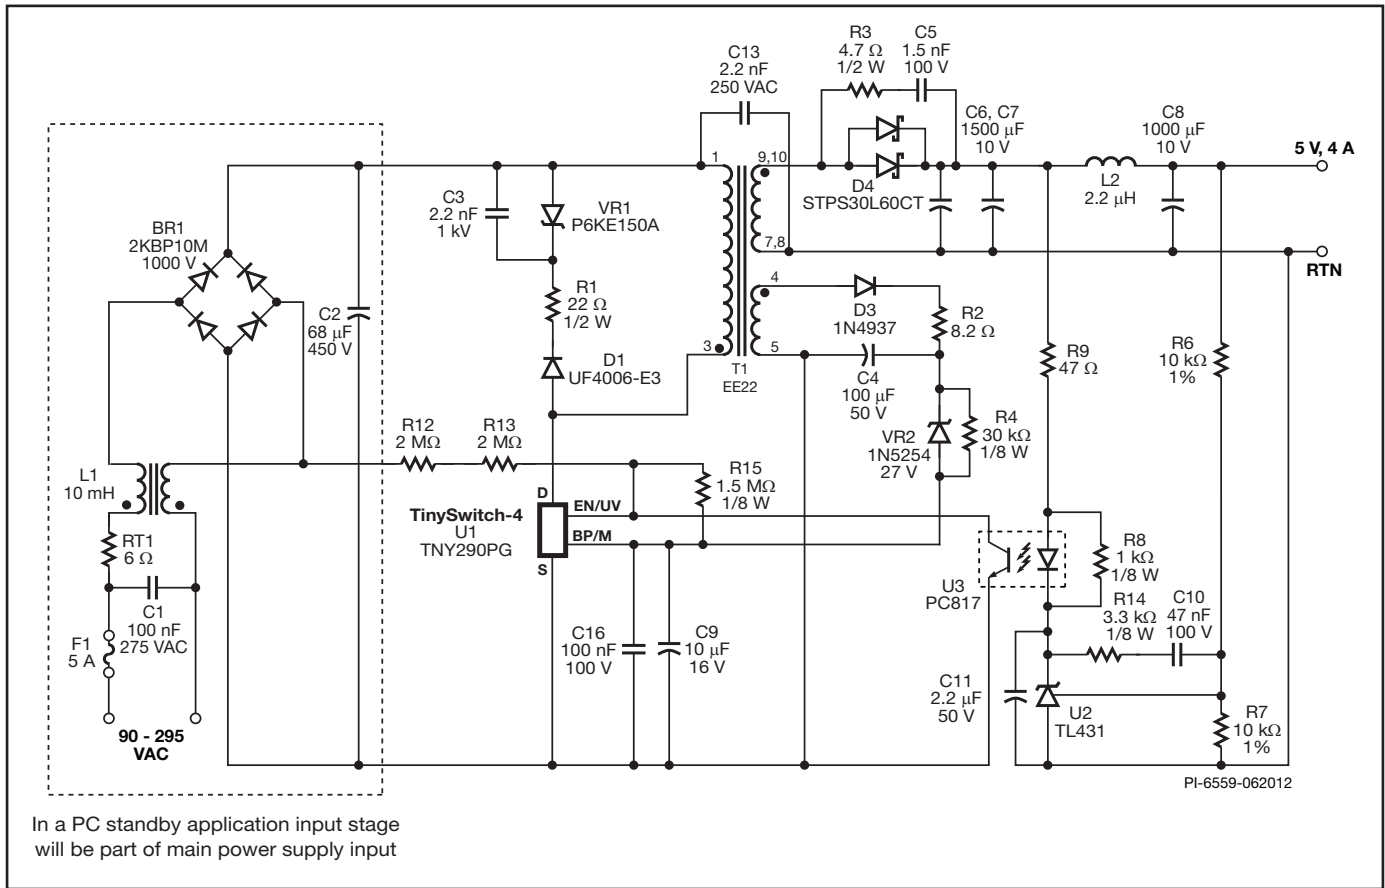 C13
2.2 nF
250 VAC
R3
4.7 Ω
1/2 W
C5
1.5 nF
100 V
C6, C7
1500 µF
10 V
C8
1000 µF
10 V
5 V, 4 A
1
9,10
D4
STPS30L60CT
L2
2.2 µH
C3
2.2 nF
1 kV
VR1
P6KE150A
BR1
2KBP10M
1000 V
7,8
RTN
4
R1
22 Ω
1/2 W
D3
1N4937
R2
8.2 Ω
C2
68 µF
450 V
3
5
T1
EE22
D1
UF4006-E3
C4
100 µF
50 V
R9
47 Ω
R6
10 kΩ
1%
R12
2 MΩ
R13
2 MΩ
VR2
1N5254
27 V
R4
30 kΩ
1/8 W
L1
10 mH
R15
1.5 MΩ
1/8 W
D
EN/UV
TinySwitch-4
U1
TNY290PG
BP/M
S
RT1
6 Ω
C1
100 nF
275 VAC
F1
5 A
U3
PC817
R8
1 kΩ
1/8 W
R14
3.3 kΩ
1/8 W
C10
47 nF
100 V
C16
100 nF
100 V
C9
10 µF
16 V
C11
2.2 µF
50 V
U2
TL431
R7
10 kΩ
1%
90 - 295
VAC
PI-6559-062012
In a PC standby application input stage
will be part of main power supply input